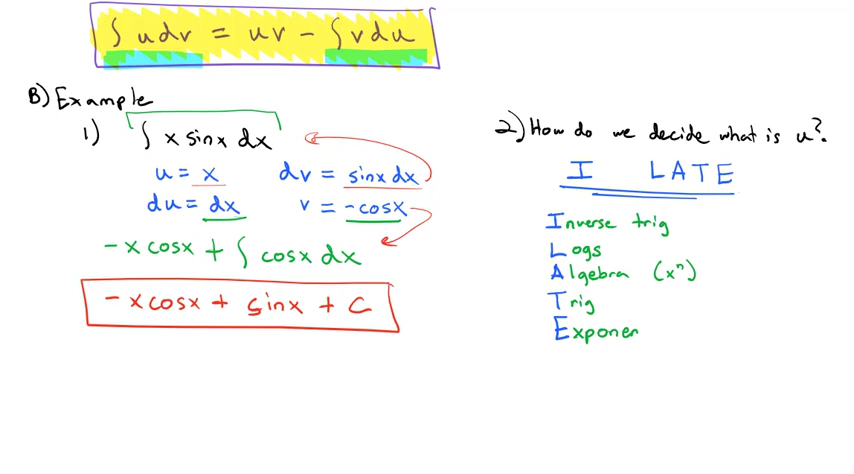 ∫ u dv = uv - ∫ v du
B) Example
1) ∫ x sinx dx
u = x dv = sinx dx
du = dx v = -cosx
-x cosx + ∫ cosx dx
-x cosx + sinx + C
2) How do we decide what is u?
I LATE
Inverse trig
Logs
Algebra (xⁿ)
Trig
Exponen